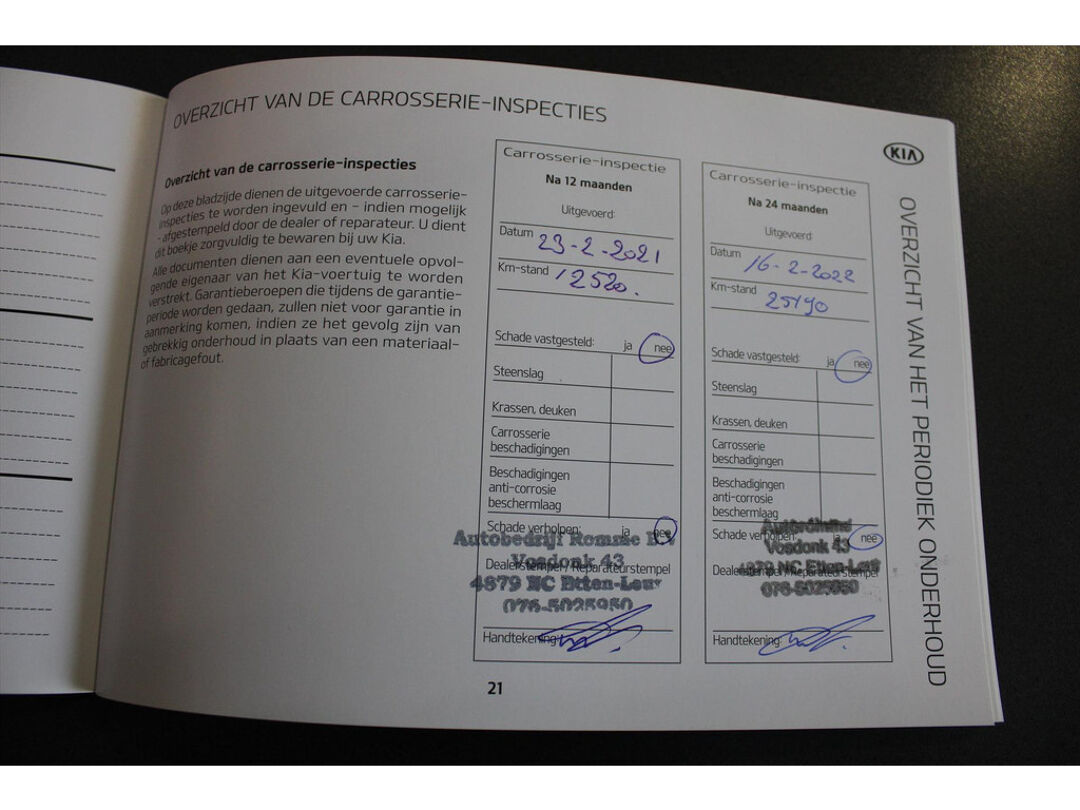 OVERZICHT VAN DE CARROSSERIE-INSPECTIES
Overzicht van de carrosserie-inspecties
Op deze bladzijde dienen de uitgevoerde carrosserie-
inspecties te worden ingevuld en - indien mogelijk
- afgestempeld door de dealer of reparateur. U dient
dit boekje zorgvuldig te bewaren bij uw Kia.
Alle documenten dienen aan een eventuele opvol-
gende eigenaar van het Kia-voertuig te worden
verstrekt. Garantieberoepen die tijdens de garantie-
periode worden gedaan, zullen niet voor garantie in
aanmerking komen, indien ze het gevolg zijn van
gebrekkig onderhoud in plaats van een materiaal-
of fabricagefout.
Carrosserie-inspectie
Na 12 maanden
Uitgevoerd:
Datum 23-2-2021
Km-stand 12520.
Schade vastgesteld: ja nee
Steenslag
Krassen, deuken
Carrosserie
beschadigingen
Beschadigingen
anti-corrosie
beschermlaag
Schade verholpen: ja nee
Autobedrijf Romme B.V
Vosdonk 43
Dealerstempel/Reparateurstempel
4879 NC Etten-Leur
076-5025950
Handtekening:
Carrosserie-inspectie
Na 24 maanden
Uitgevoerd:
Datum 16-2-2022
Km-stand 25190
Schade vastgesteld: ja nee
Steenslag
Krassen, deuken
Carrosserie
beschadigingen
Beschadigingen
anti-corrosie
beschermlaag
Schade verholpen: ja nee
Vosdonk 43
Dealerstempel/Reparateurstempel
4879 NC Etten-Leur
076-5025950
Handtekening:
KIA
OVERZICHT VAN HET PERIODIEK ONDERHOUD
21